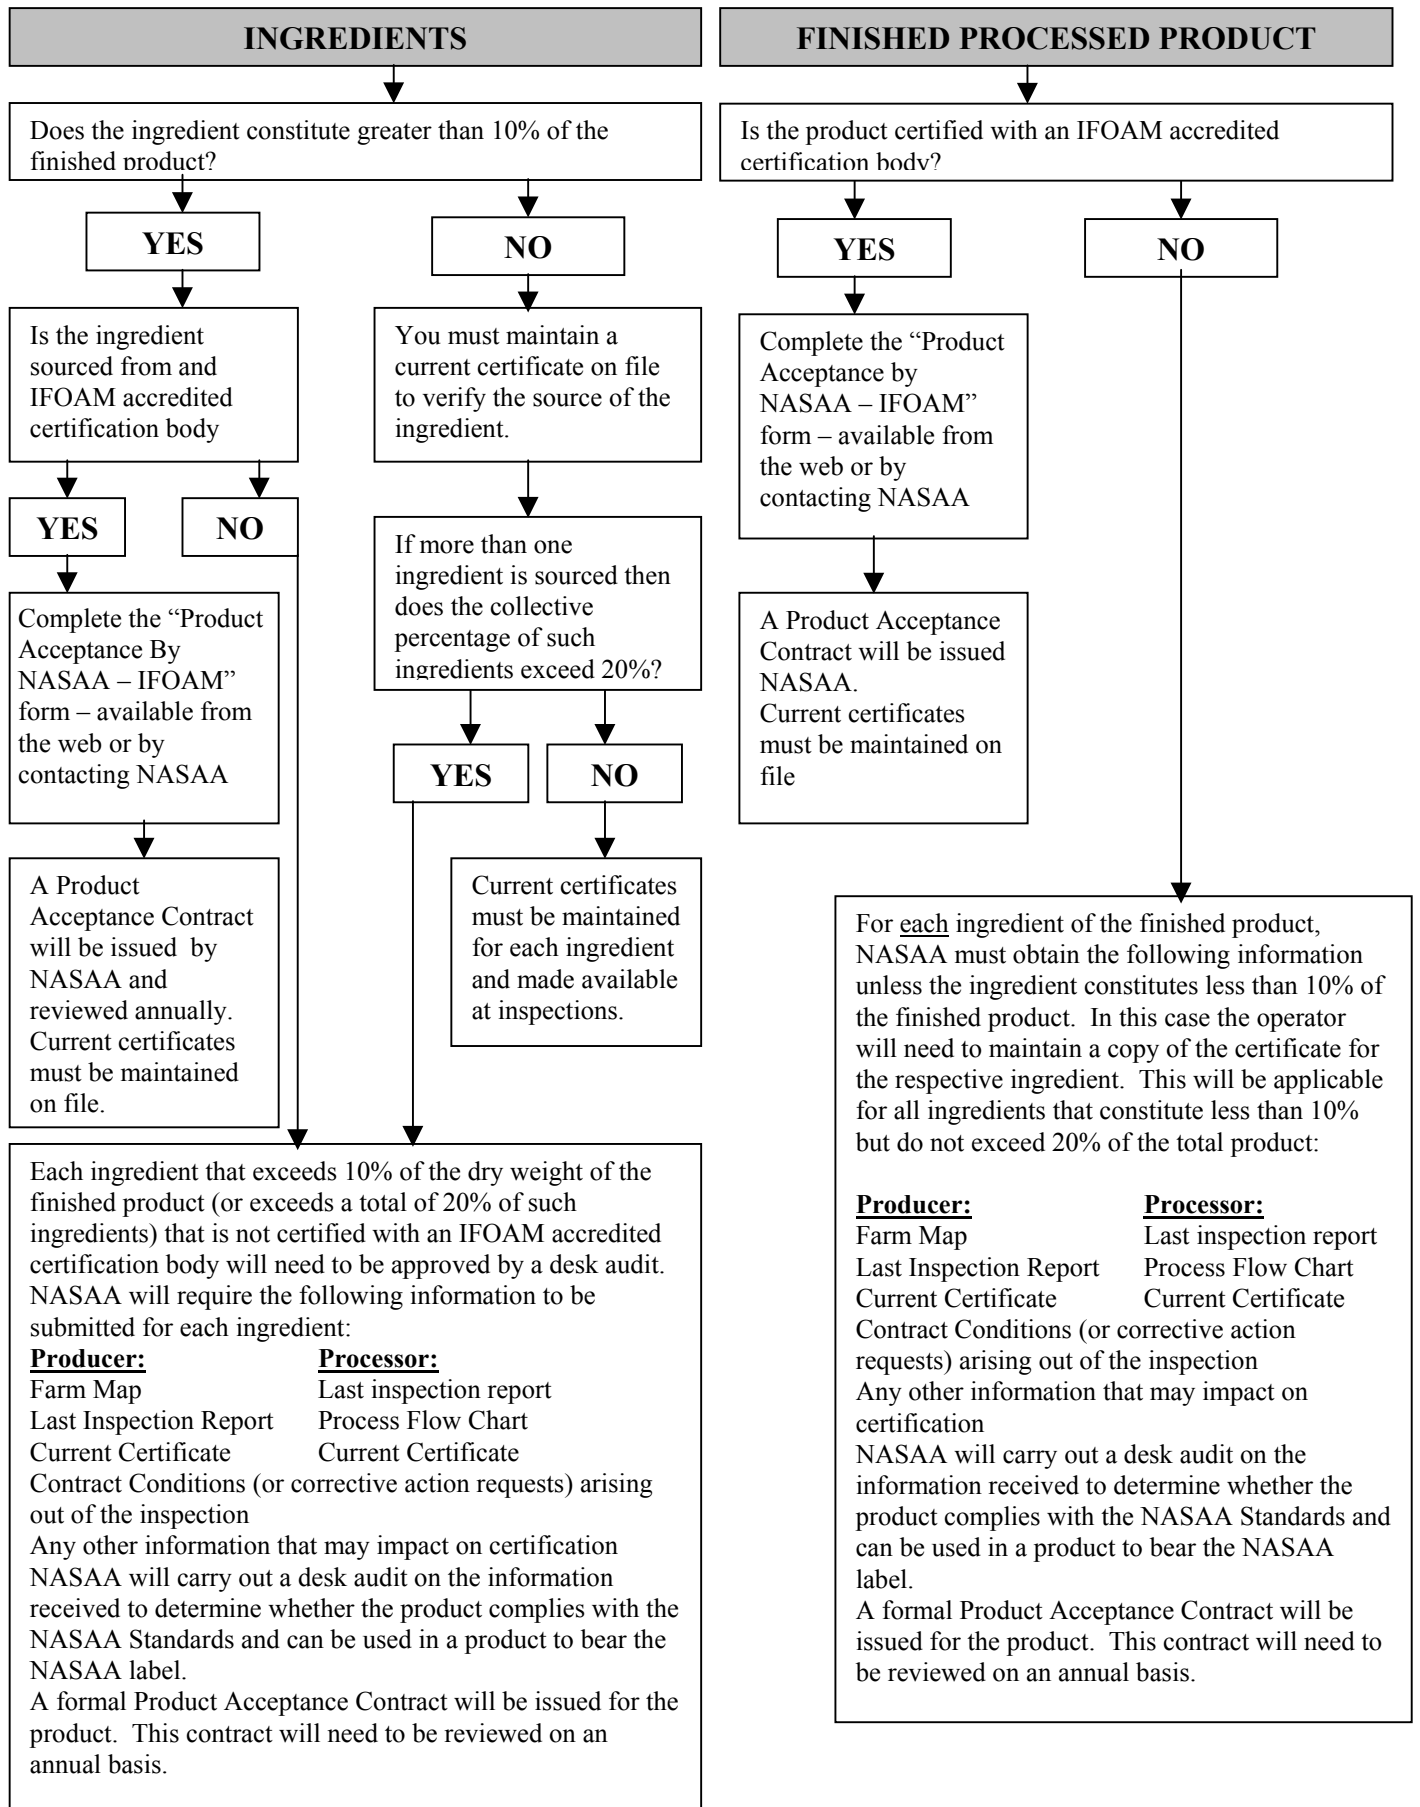 INGREDIENTS
Does the ingredient constitute greater than 10% of the
finished product?
YES
NO
Is the ingredient
sourced from and
IFOAM accredited
certification body
You must maintain a
current certificate on file
to verify the source of the
ingredient.
YES
NO
If more than one
ingredient is sourced then
does the collective
percentage of such
ingredients exceed 20%?
Complete the “Product
Acceptance By
NASAA – IFOAM”
form – available from
the web or by
contacting NASAA
YES
NO
A Product
Acceptance Contract
will be issued by
NASAA and
reviewed annually.
Current certificates
must be maintained
on file.
Current certificates
must be maintained
for each ingredient
and made available
at inspections.
Each ingredient that exceeds 10% of the dry weight of the
finished product (or exceeds a total of 20% of such
ingredients) that is not certified with an IFOAM accredited
certification body will need to be approved by a desk audit.
NASAA will require the following information to be
submitted for each ingredient:
Producer: Processor:
Farm Map Last inspection report
Last Inspection Report Process Flow Chart
Current Certificate Current Certificate
Contract Conditions (or corrective action requests) arising
out of the inspection
Any other information that may impact on certification
NASAA will carry out a desk audit on the information
received to determine whether the product complies with the
NASAA Standards and can be used in a product to bear the
NASAA label.
A formal Product Acceptance Contract will be issued for the
product. This contract will need to be reviewed on an
annual basis.
FINISHED PROCESSED PRODUCT
Is the product certified with an IFOAM accredited
certification body?
YES
NO
Complete the “Product
Acceptance by
NASAA – IFOAM”
form – available from
the web or by
contacting NASAA
A Product Acceptance
Contract will be issued
NASAA.
Current certificates
must be maintained on
file
For each ingredient of the finished product,
NASAA must obtain the following information
unless the ingredient constitutes less than 10% of
the finished product. In this case the operator
will need to maintain a copy of the certificate for
the respective ingredient. This will be applicable
for all ingredients that constitute less than 10%
but do not exceed 20% of the total product:
Producer: Processor:
Farm Map Last inspection report
Last Inspection Report Process Flow Chart
Current Certificate Current Certificate
Contract Conditions (or corrective action
requests) arising out of the inspection
Any other information that may impact on
certification
NASAA will carry out a desk audit on the
information received to determine whether the
product complies with the NASAA Standards and
can be used in a product to bear the NASAA
label.
A formal Product Acceptance Contract will be
issued for the product. This contract will need to
be reviewed on an annual basis.